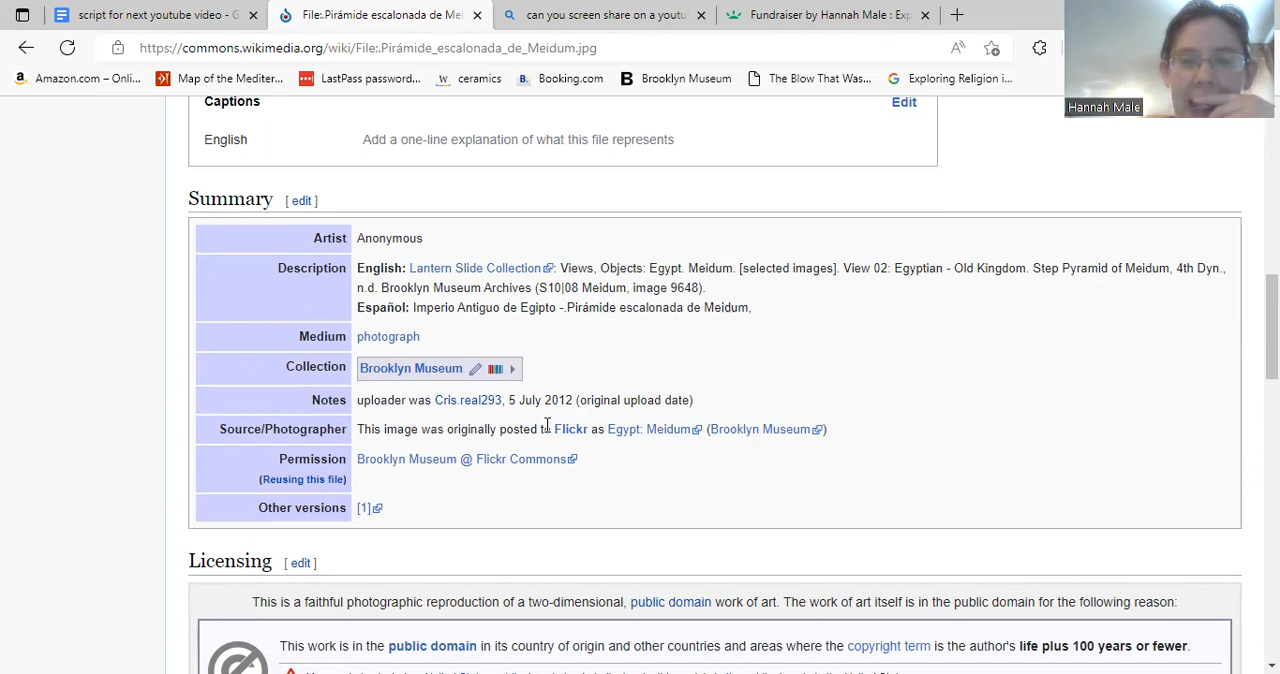 script for next youtube video - G
File:Pirámide escalonada de Mei
can you screen share on a youtu
Fundraiser by Hannah Male : Exp
https://commons.wikimedia.org/wiki/File:Pirámide_escalonada_de_Meidum.jpg
Amazon.com – Onli...
Map of the Mediter...
LastPass password...
ceramics
Booking.com
Brooklyn Museum
The Blow That Was...
Exploring Religion i...
Hannah Male
Captions
Edit
English
Add a one-line explanation of what this file represents
Summary [ edit ]
Artist Anonymous
Description English: Lantern Slide Collection: Views, Objects: Egypt. Meidum. [selected images]. View 02: Egyptian - Old Kingdom. Step Pyramid of Meidum, 4th Dyn.,
n.d. Brooklyn Museum Archives (S10|08 Meidum, image 9648).
Español: Imperio Antiguo de Egipto -.Pirámide escalonada de Meidum,
Medium photograph
Collection Brooklyn Museum
Notes uploader was Cris.real293, 5 July 2012 (original upload date)
Source/Photographer This image was originally posted to Flickr as Egypt: Meidum (Brooklyn Museum)
Permission Brooklyn Museum @ Flickr Commons
(Reusing this file)
Other versions [1]
Licensing [ edit ]
This is a faithful photographic reproduction of a two-dimensional, public domain work of art. The work of art itself is in the public domain for the following reason:
This work is in the public domain in its country of origin and other countries and areas where the copyright term is the author's life plus 100 years or fewer.